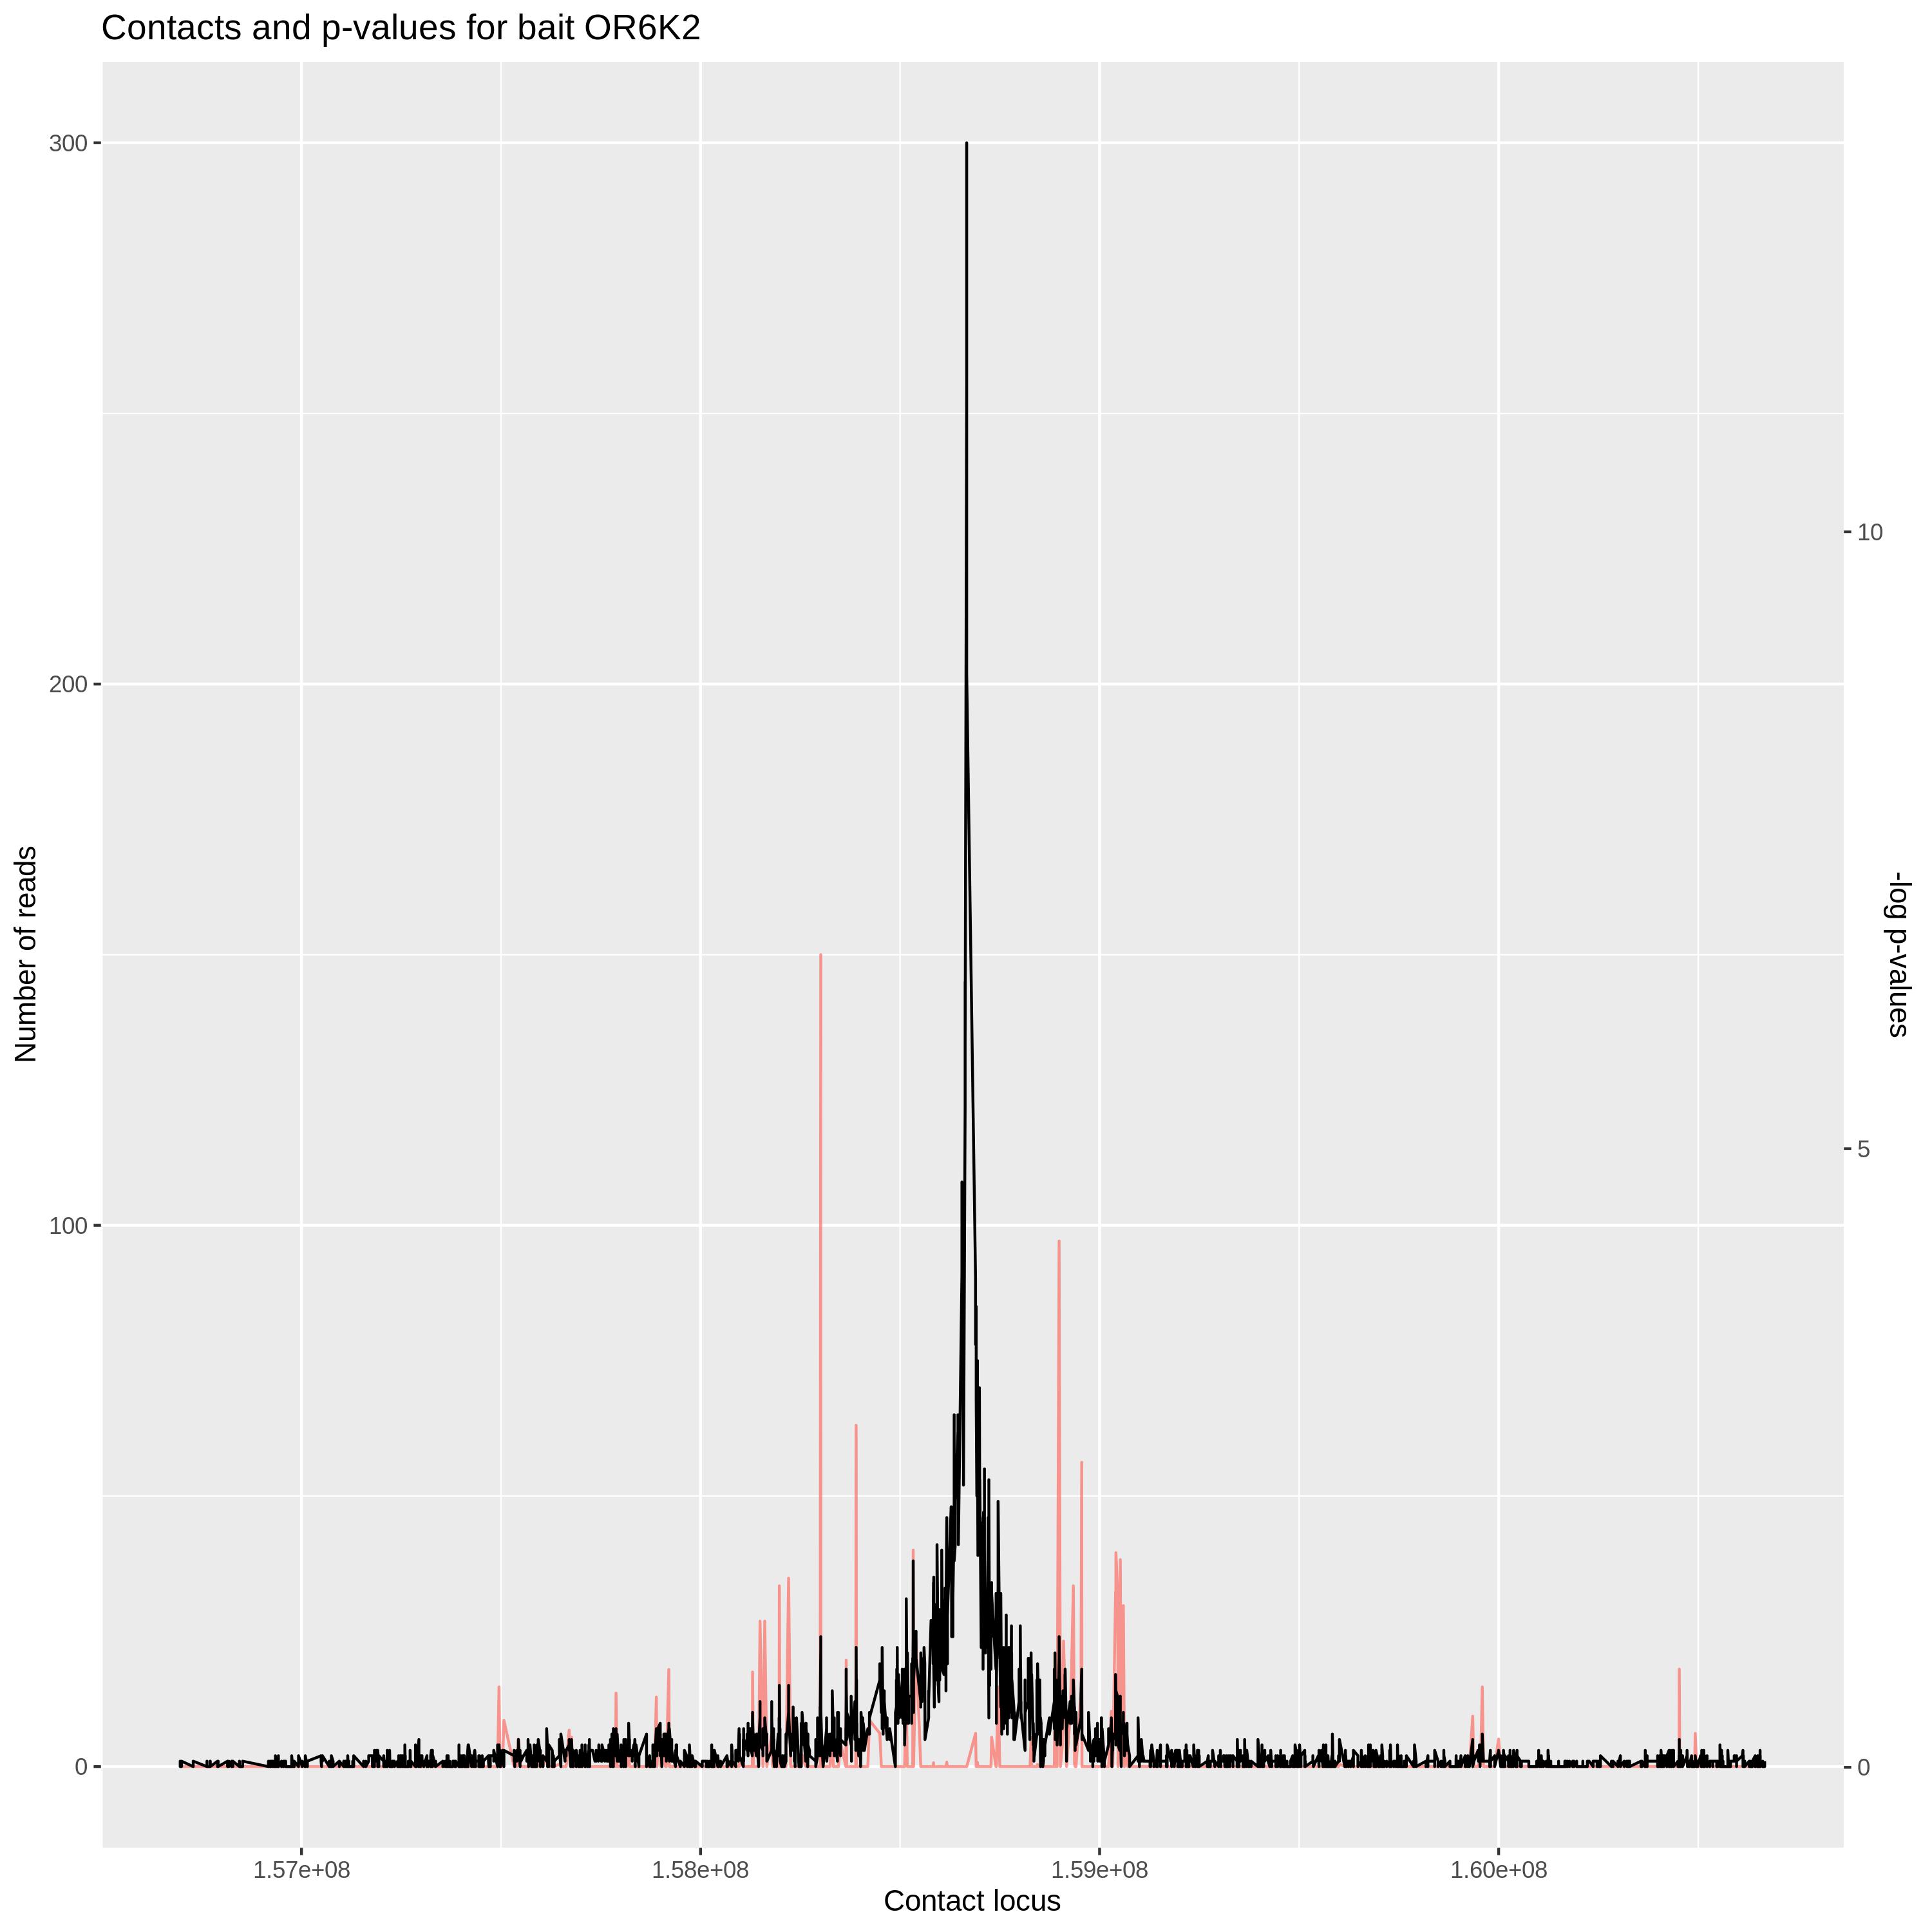 Contacts and p-values for bait OR6K2
300
200
100
0
Number of reads
10
5
0
-log p-values
1.57e+08
1.58e+08
1.59e+08
1.60e+08
Contact locus